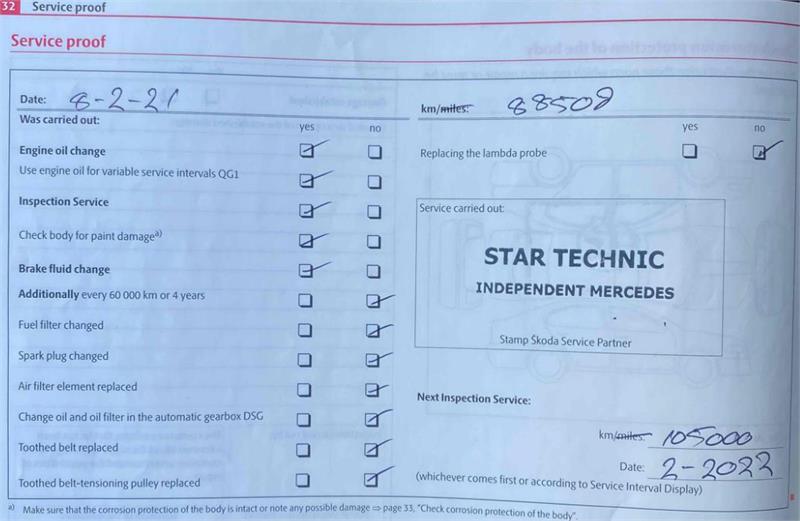 32 Service proof
Service proof
Date: 8-2-21
km/miles: 88508
Was carried out:
yes no
yes no
Engine oil change
Replacing the lambda probe
Use engine oil for variable service intervals QG1
Inspection Service
Service carried out:
Check body for paint damage a)
STAR TECHNIC
Brake fluid change
INDEPENDENT MERCEDES
Additionally every 60 000 km or 4 years
Fuel filter changed
Stamp Škoda Service Partner
Spark plug changed
Air filter element replaced
Next Inspection Service:
Change oil and oil filter in the automatic gearbox DSG
km/miles: 105000
Toothed belt replaced
Date: 2-2022
Toothed belt-tensioning pulley replaced
(whichever comes first or according to Service Interval Display)
a) Make sure that the corrosion protection of the body is intact or note any possible damage ⇒ page 33, "Check corrosion protection of the body".